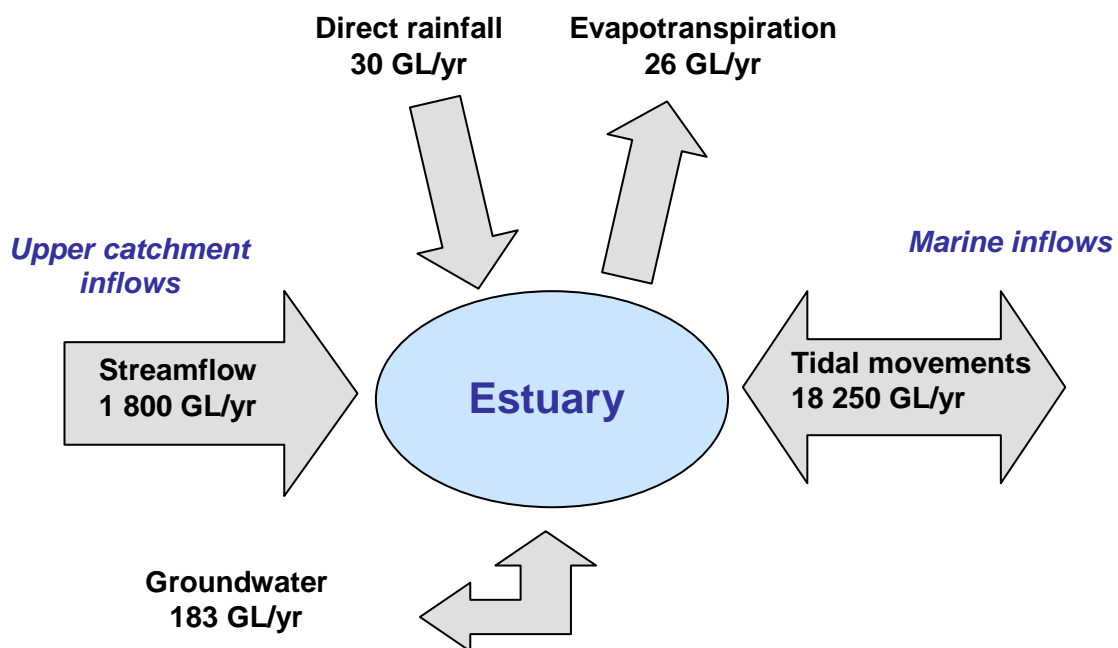 Direct rainfall
30 GL/yr
Evapotranspiration
26 GL/yr
Upper catchment
inflows
Marine inflows
Streamflow
1 800 GL/yr
Estuary
Tidal movements
18 250 GL/yr
Groundwater
183 GL/yr